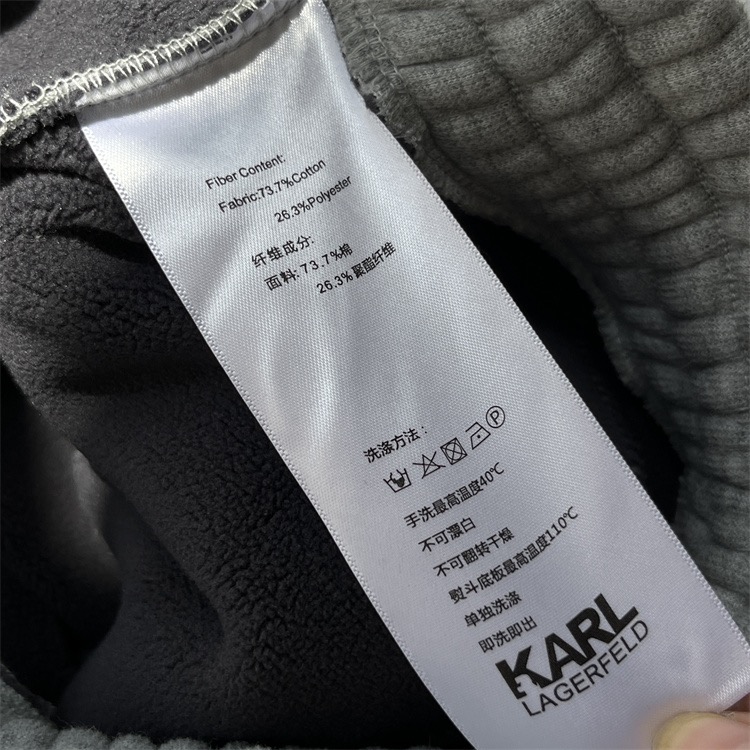 Fiber Content:
Fabric:73.7%Cotton
26.3%Polyester
纤维成分:
面料: 73.7%棉
26.3% 聚酯纤维
洗涤方法:
P
手洗最高温度40℃
不可漂白
不可翻转干燥
熨斗底板最高温度110℃
单独洗涤
即洗即出
KARL
LAGERFELD